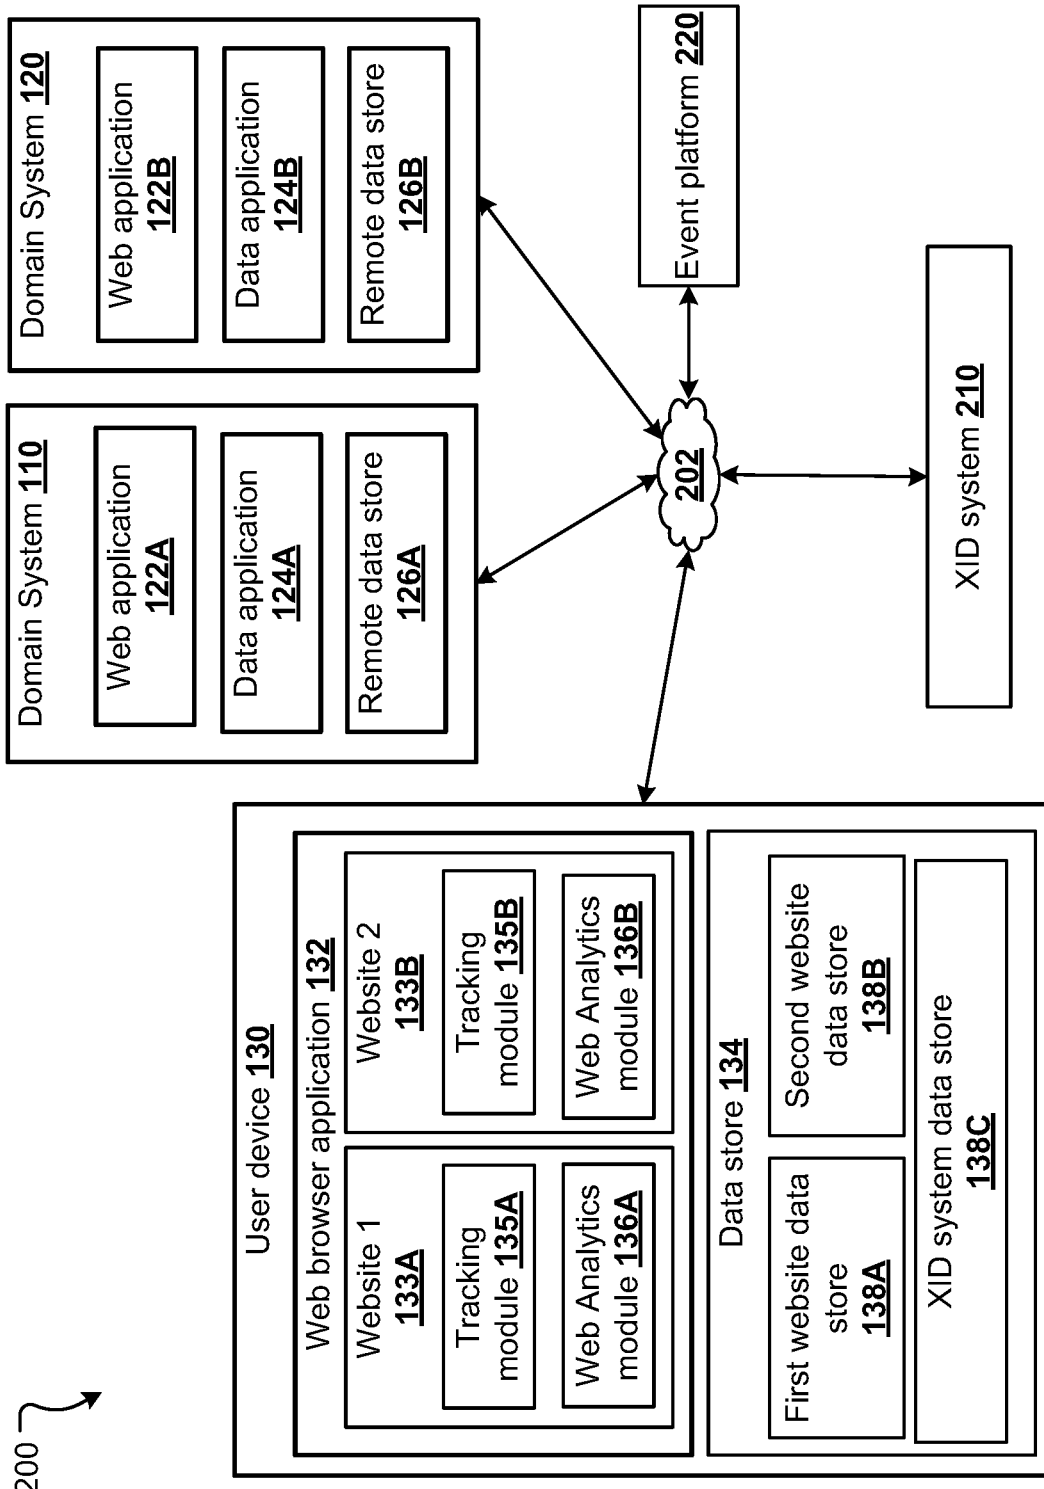 200
User device 130
Web browser application 132
Website 1
133A
Tracking
module 135A
Web Analytics
module 136A
Website 2
133B
Tracking
module 135B
Web Analytics
module 136B
Data store 134
First website data
store
138A
Second website
data store
138B
XID system data store
138C
Domain System 110
Web application
122A
Data application
124A
Remote data store
126A
Domain System 120
Web application
122B
Data application
124B
Remote data store
126B
202
Event platform 220
XID system 210